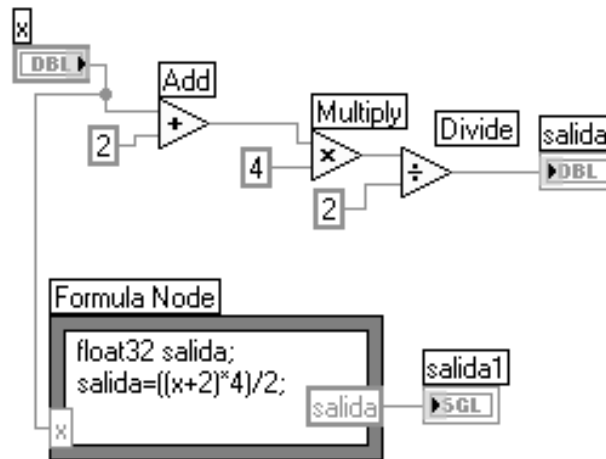 x
DBL
Add
+
2
Multiply
×
4
Divide
÷
2
salida
DBL
Formula Node
float32 salida;
salida=((x+2)*4)/2;
x
salida
salida1
SGL